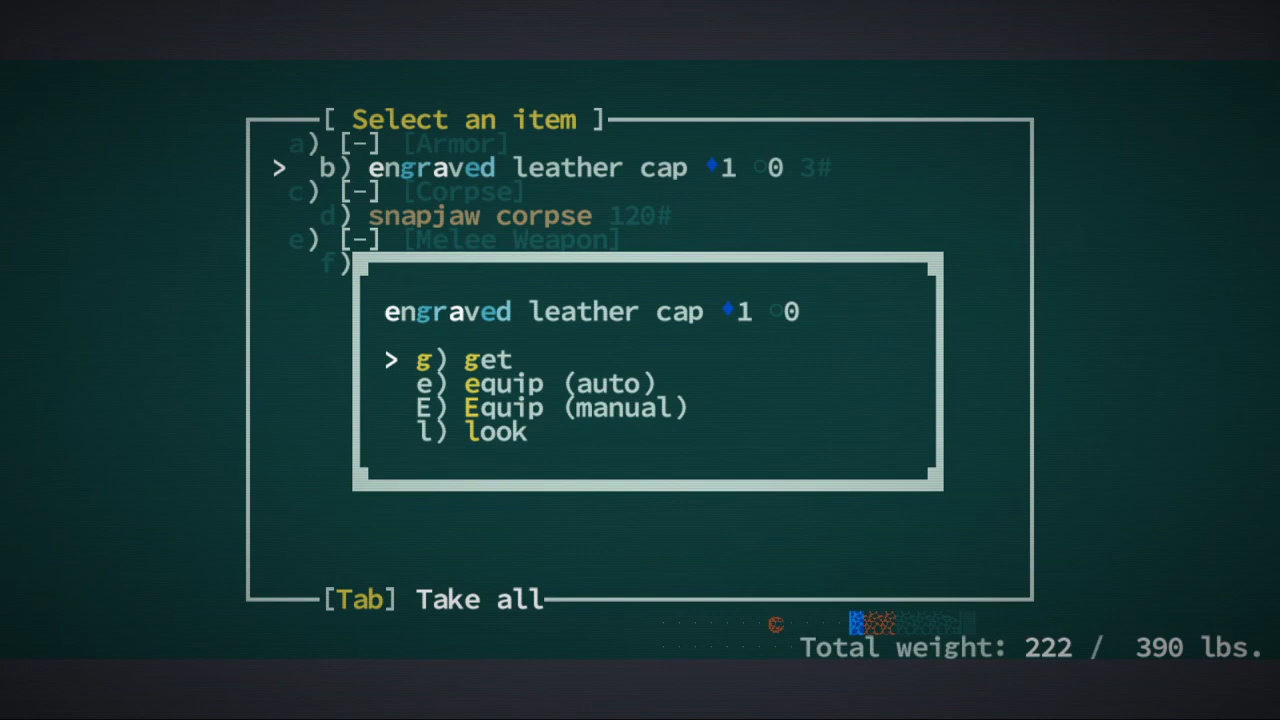 [ Select an item ]
a) [-] [Armor]
> b) engraved leather cap ♦1 ○0 3#
c) [-] [Corpse]
d) snapjaw corpse 120#
e) [-] [Melee Weapon]
f)
engraved leather cap ♦1 ○0
> g) get
e) equip (auto)
E) Equip (manual)
l) look
[Tab] Take all
Total weight: 222 / 390 lbs.